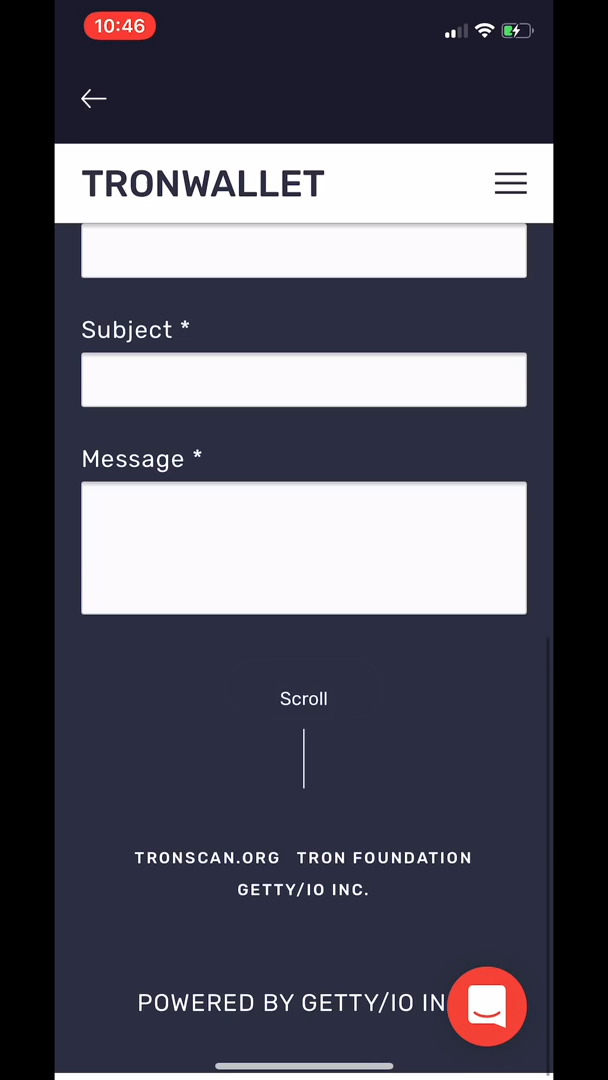 10:46
TRONWALLET
Subject *
Message *
Scroll
TRONSCAN.ORG TRON FOUNDATION
GETTY/IO INC.
POWERED BY GETTY/IO IN